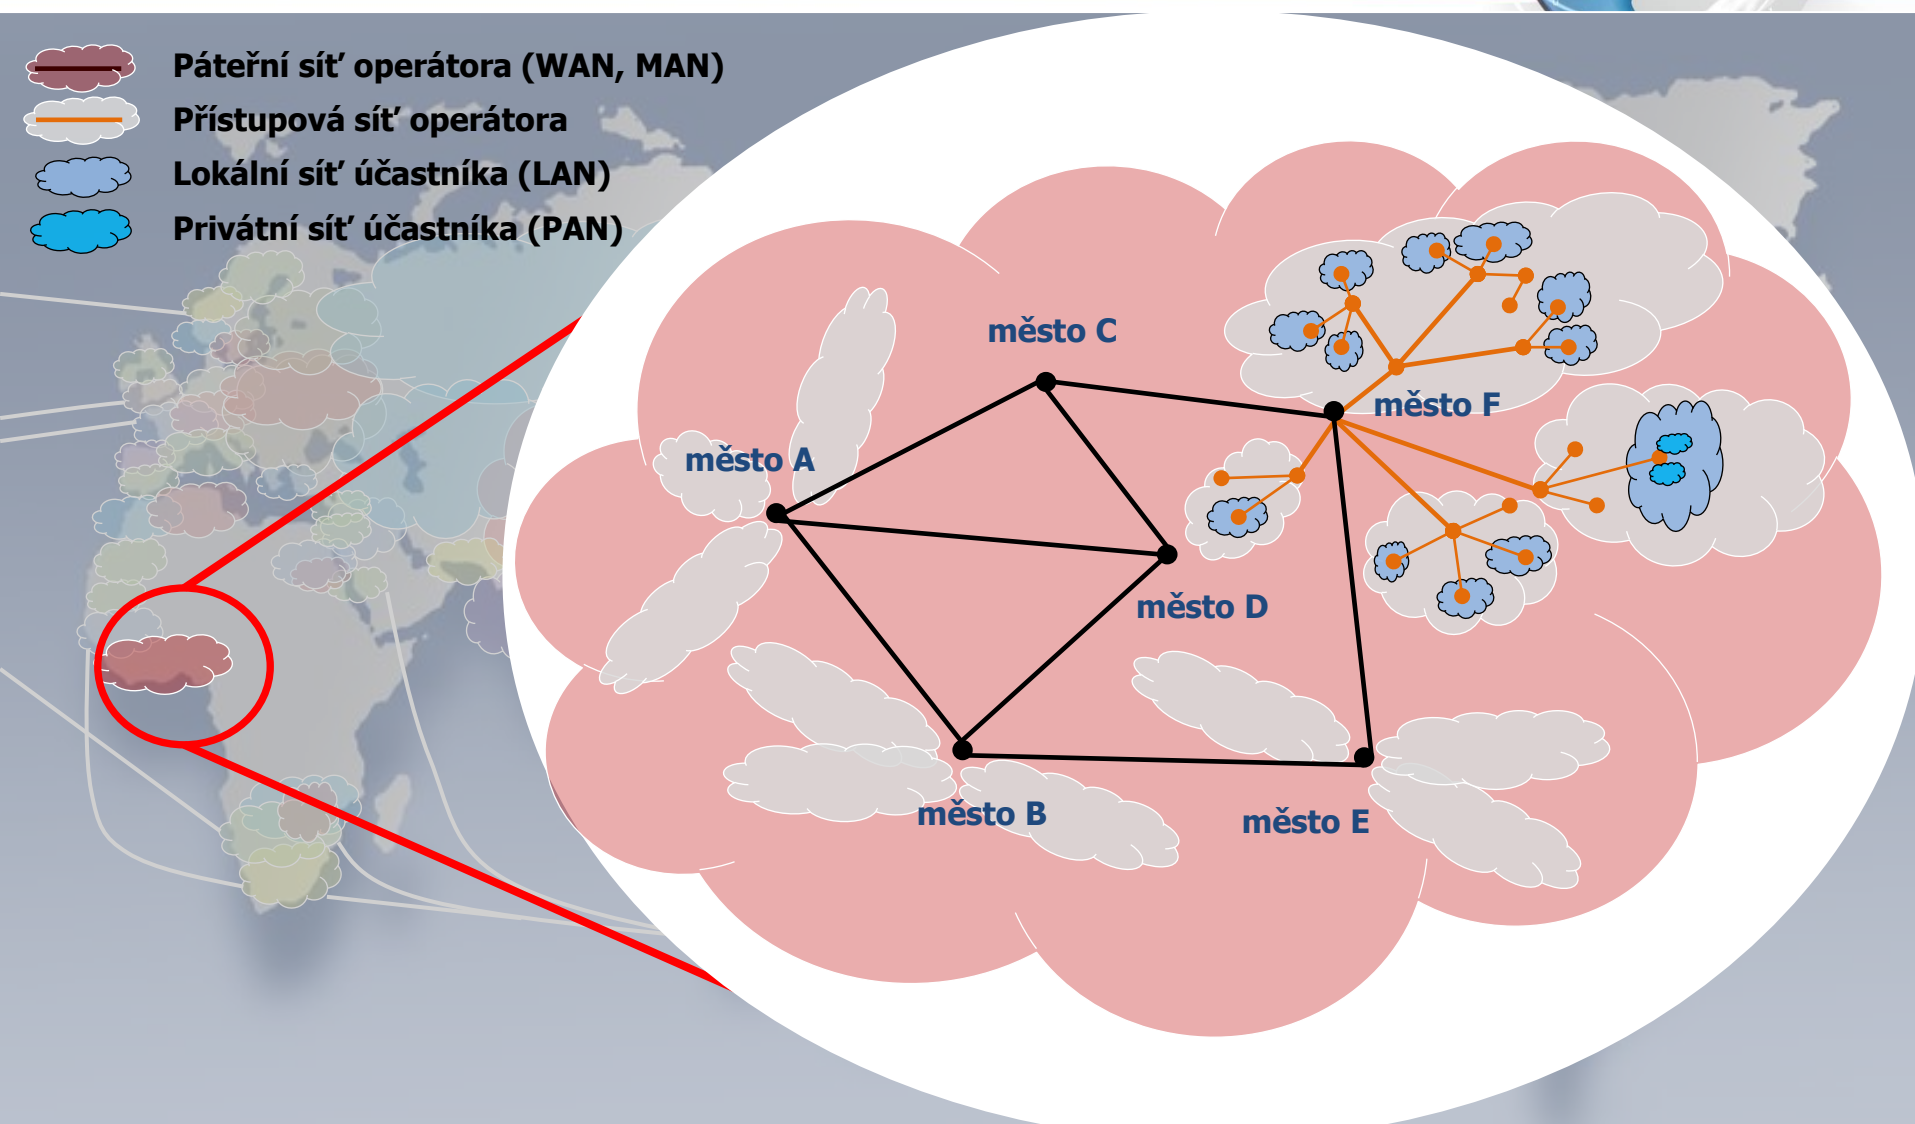 Páteřní síť operátora (WAN, MAN)
Přístupová síť operátora
Lokální síť účastníka (LAN)
Privátní síť účastníka (PAN)
město C
město F
město A
město D
město B
město E